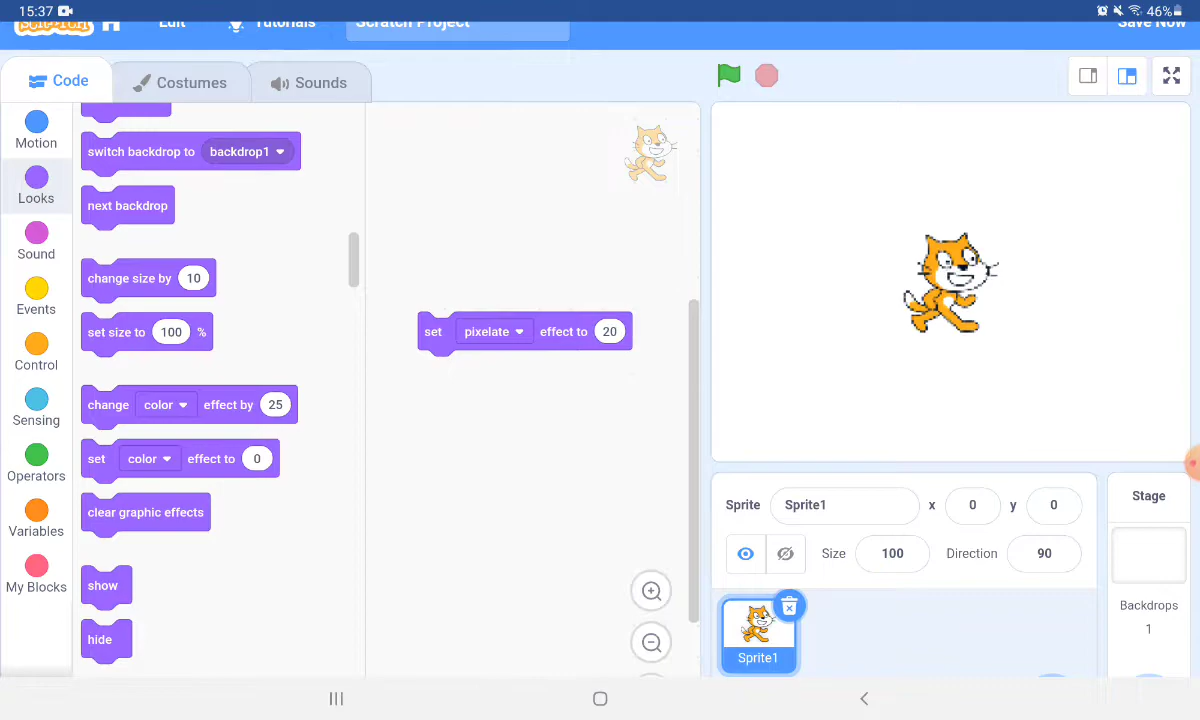 15:37
46%
SCRATCH
Edit
Tutorials
Scratch Project
Save Now
Code
Costumes
Sounds
Motion
Looks
Sound
Events
Control
Sensing
Operators
Variables
My Blocks
switch backdrop to backdrop1
next backdrop
change size by 10
set size to 100 %
change color effect by 25
set color effect to 0
clear graphic effects
show
hide
set pixelate effect to 20
Sprite Sprite1 x 0 y 0
Size 100 Direction 90
Sprite1
Stage
Backdrops
1